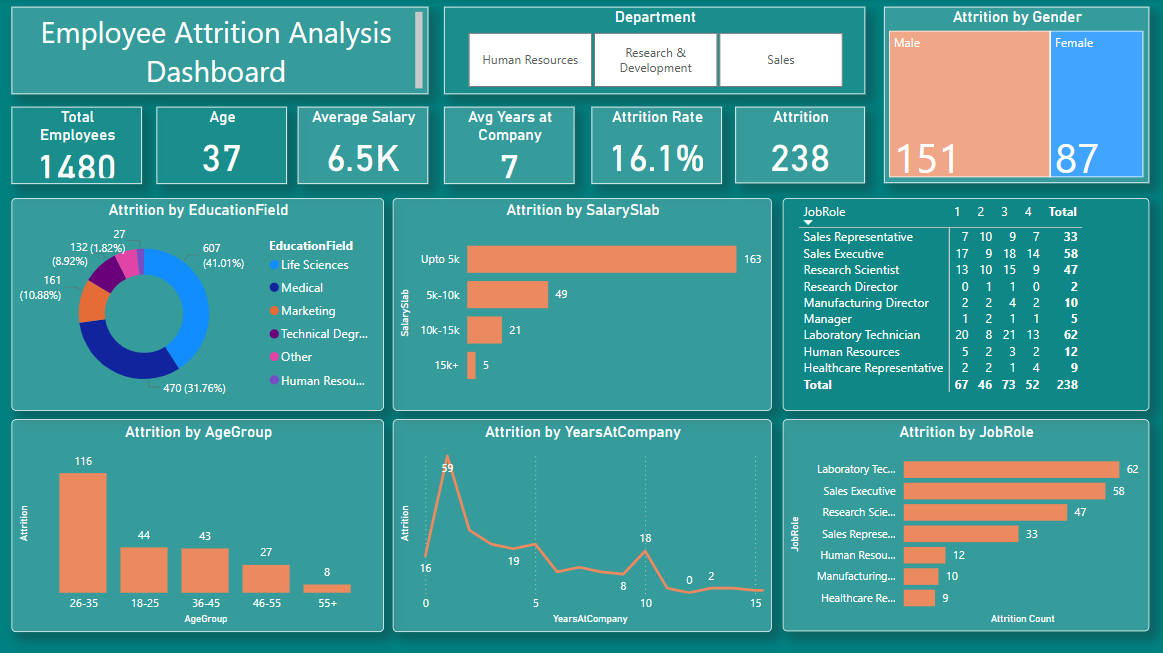 Employee Attrition Analysis
Dashboard
Department
Human Resources
Research &
Development
Sales
Attrition by Gender
Male
Female
151
87
Total
Employees
1480
Age
37
Average Salary
6.5K
Avg Years at
Company
7
Attrition Rate
16.1%
Attrition
238
Attrition by EducationField
27
(1.82%)
132
(8.92%)
161
(10.88%)
607
(41.01%)
470 (31.76%)
EducationField
Life Sciences
Medical
Marketing
Technical Degr...
Other
Human Resou...
Attrition by SalarySlab
SalarySlab
Upto 5k 163
5k-10k 49
10k-15k 21
15k+ 5
JobRole 1 2 3 4 Total
Sales Representative 7 10 9 7 33
Sales Executive 17 9 18 14 58
Research Scientist 13 10 15 9 47
Research Director 0 1 1 0 2
Manufacturing Director 2 2 4 2 10
Manager 1 2 1 1 5
Laboratory Technician 20 8 21 13 62
Human Resources 5 2 3 2 12
Healthcare Representative 2 2 1 4 9
Total 67 46 73 52 238
Attrition by AgeGroup
Attrition
116
44
43
27
8
26-35 18-25 36-45 46-55 55+
AgeGroup
Attrition by YearsAtCompany
Attrition
59
16
19
8
18
0
2
0 5 10 15
YearsAtCompany
Attrition by JobRole
JobRole
Laboratory Tec... 62
Sales Executive 58
Research Scie... 47
Sales Represe... 33
Human Resou... 12
Manufacturing... 10
Healthcare Re... 9
Attrition Count